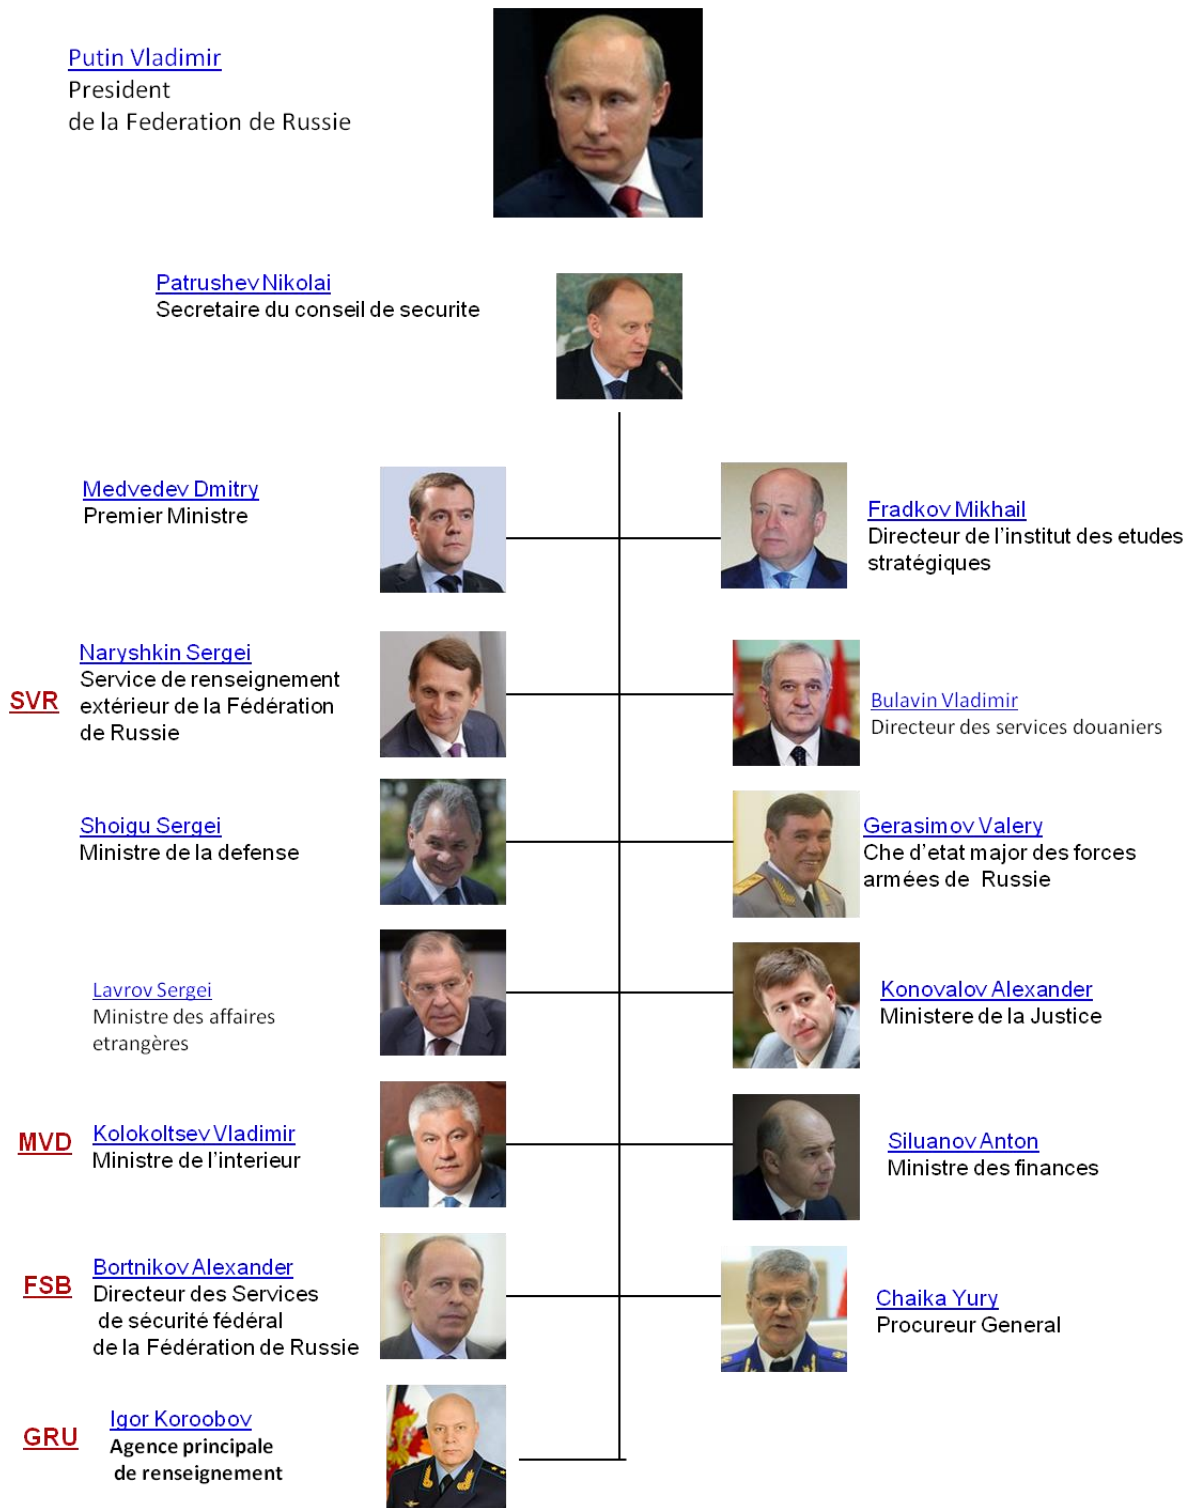 Putin Vladimir
President
de la Federation de Russie
Patrushev Nikolai
Secretaire du conseil de securite
Medvedev Dmitry
Premier Ministre
Fradkov Mikhail
Directeur de l'institut des etudes
stratégiques
SVR
Naryshkin Sergei
Service de renseignement
extérieur de la Fédération
de Russie
Bulavin Vladimir
Directeur des services douaniers
Shoigu Sergei
Ministre de la defense
Gerasimov Valery
Che d'etat major des forces
armées de Russie
Lavrov Sergei
Ministre des affaires
etrangères
Konovalov Alexander
Ministere de la Justice
MVD
Kolokoltsev Vladimir
Ministre de l'interieur
Siluanov Anton
Ministre des finances
FSB
Bortnikov Alexander
Directeur des Services
de sécurité fédéral
de la Fédération de Russie
Chaika Yury
Procureur General
GRU
Igor Koroobov
Agence principale
de renseignement